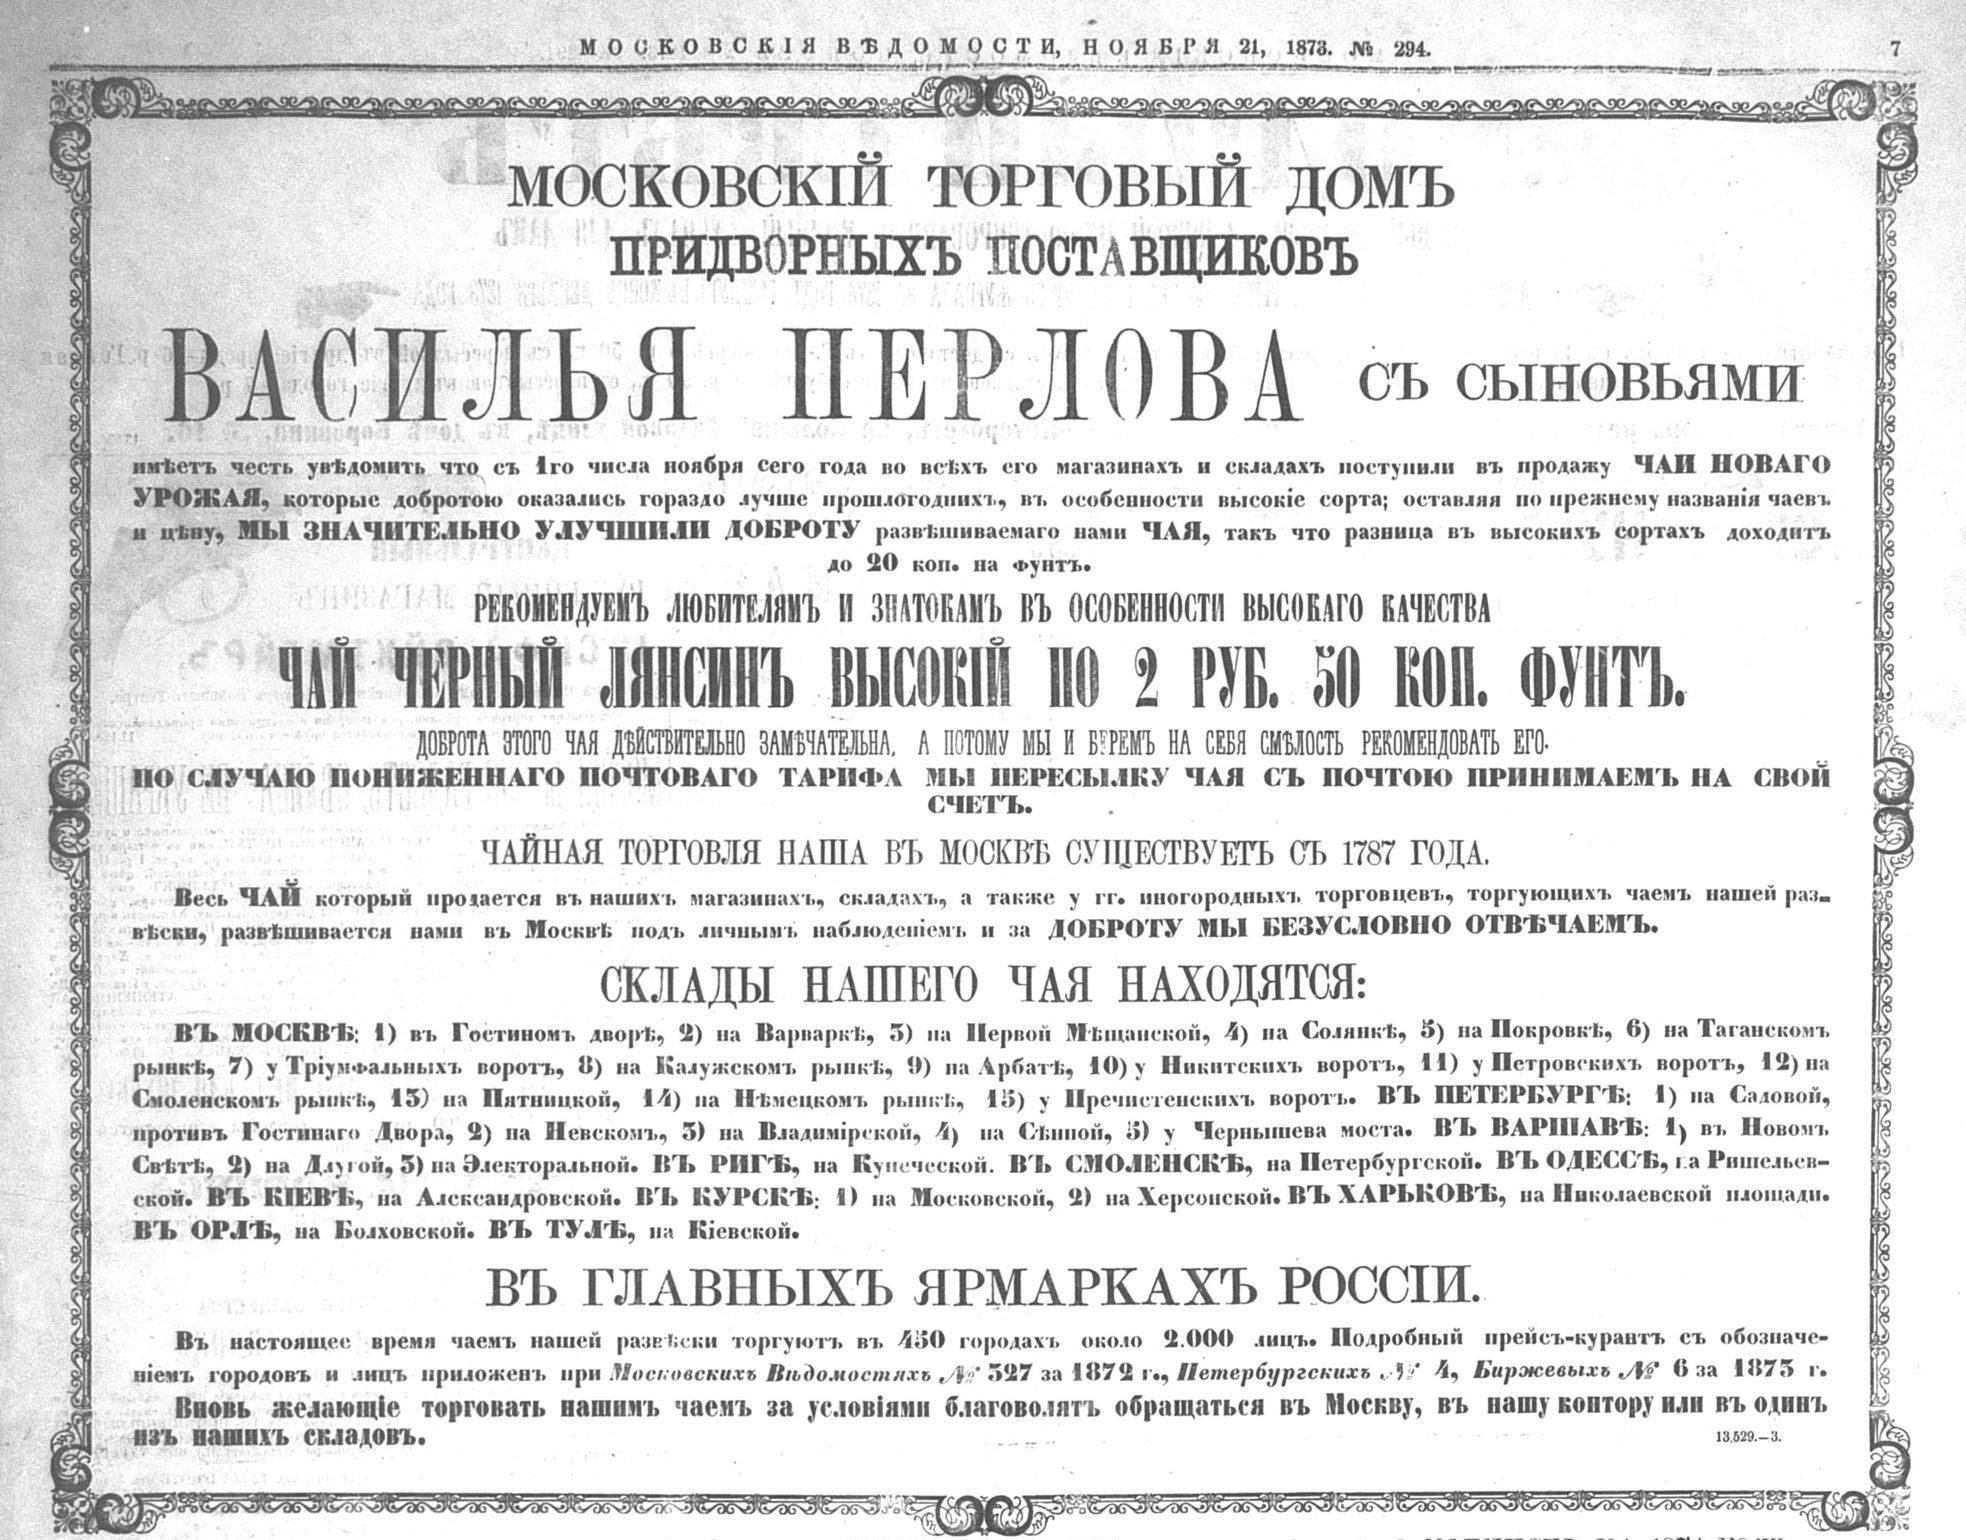 МОСКОВСКІЯ ВѢДОМОСТИ, НОЯБРЯ 21, 1873. № 294.
7
МОСКОВСКІЙ ТОРГОВЫЙ ДОМЪ
ПРИДВОРНЫХЪ ПОСТАВЩИКОВЪ
ВАСИЛЬЯ ПЕРЛОВА СЪ СЫНОВЬЯМИ
имѣетъ честь увѣдомить что съ 1го числа ноября сего года во всѣхъ его магазинахъ и складахъ поступили въ продажу ЧАИ НОВАГО
УРОЖАЯ, которые добротою оказались гораздо лучше прошлогоднихъ, въ особенности высокіе сорта; оставляя по прежнему названія чаевъ
и цѣну, МЫ ЗНАЧИТЕЛЬНО УЛУЧШИЛИ ДОБРОТУ развѣшиваемаго нами ЧАЯ, такъ что разница въ высокихъ сортахъ доходитъ
до 20 коп. на фунтъ.
РЕКОМЕНДУЕМЪ ЛЮБИТЕЛЯМЪ И ЗНАТОКАМЪ ВЪ ОСОБЕННОСТИ ВЫСОКАГО КАЧЕСТВА
ЧАЙ ЧЕРНЫЙ ЛЯНСИНЪ ВЫСОКІЙ ПО 2 РУБ. 50 КОП. ФУНТЪ.
ДОБРОТА ЭТОГО ЧАЯ ДѢЙСТВИТЕЛЬНО ЗАМѢЧАТЕЛЬНА, А ПОТОМУ МЫ И БЕРЕМЪ НА СЕБЯ СМѢЛОСТЬ РЕКОМЕНДОВАТЬ ЕГО.
ПО СЛУЧАЮ ПОНИЖЕННАГО ПОЧТОВАГО ТАРИФА МЫ ПЕРЕСЫЛКУ ЧАЯ СЪ ПОЧТОЮ ПРИНИМАЕМЪ НА СВОЙ
СЧЕТЪ.
ЧАЙНАЯ ТОРГОВЛЯ НАША ВЪ МОСКВѢ СУЩЕСТВУЕТЪ СЪ 1787 ГОДА.
Весь ЧАЙ который продается въ нашихъ магазинахъ, складахъ, а также у гг. иногородныхъ торговцевъ, торгующихъ чаемъ нашей раз-
вѣски, развѣшивается нами въ Москвѣ подъ личнымъ наблюденіемъ и за ДОБРОТУ МЫ БЕЗУСЛОВНО ОТВѢЧАЕМЪ.
СКЛАДЫ НАШЕГО ЧАЯ НАХОДЯТСЯ:
ВЪ МОСКВѢ: 1) въ Гостиномъ дворѣ, 2) на Варваркѣ, 3) на Первой Мѣщанской, 4) на Солянкѣ, 5) на Покровкѣ, 6) на Таганскомъ
рынкѣ, 7) у Тріумфальныхъ воротъ, 8) на Калужскомъ рынкѣ, 9) на Арбатѣ, 10) у Никитскихъ воротъ, 11) у Петровскихъ воротъ, 12) на
Смоленскомъ рынкѣ, 13) на Пятницкой, 14) на Нѣмецкомъ рынкѣ, 15) у Пречистенскихъ воротъ. ВЪ ПЕТЕРБУРГѢ: 1) на Садовой,
противъ Гостинаго Двора, 2) на Невскомъ, 3) на Владимірской, 4) на Сѣнной, 5) у Чернышева моста. ВЪ ВАРШАВѢ: 1) въ Новомъ
Свѣтѣ, 2) на Длугой, 3) на Электоральной. ВЪ РИГѢ, на Купеческой. ВЪ СМОЛЕНСКѢ, на Петербургской. ВЪ ОДЕССѢ, на Ришельев-
ской. ВЪ КІЕВѢ, на Александровской. ВЪ КУРСКѢ: 1) на Московской, 2) на Херсонской. ВЪ ХАРЬКОВѢ, на Николаевской площади.
ВЪ ОРЛѢ, на Болховской. ВЪ ТУЛѢ, на Кіевской.
ВЪ ГЛАВНЫХЪ ЯРМАРКАХЪ РОССІИ.
Въ настоящее время чаемъ нашей развѣски торгуютъ въ 450 городахъ около 2.000 лицъ. Подробный прейсъ-курантъ съ обозначе-
ніемъ городовъ и лицъ приложенъ при Московскихъ Вѣдомостяхъ № 327 за 1872 г., Петербургскихъ № 4, Биржевыхъ № 6 за 1873 г.
Вновь желающіе торговать нашимъ чаемъ за условіями благоволятъ обращаться въ Москву, въ нашу контору или въ одинъ
изъ нашихъ складовъ.
13,529.—3.